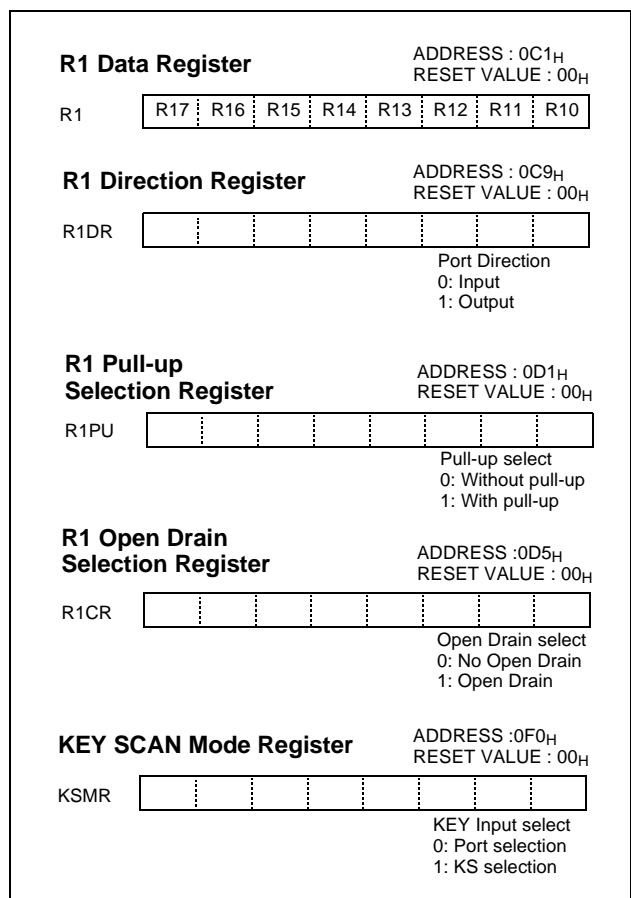 R1 Data Register
ADDRESS : 0C1H
RESET VALUE : 00H
R1
R17 R16 R15 R14 R13 R12 R11 R10
R1 Direction Register
ADDRESS : 0C9H
RESET VALUE : 00H
R1DR
Port Direction
0: Input
1: Output
R1 Pull-up
Selection Register
ADDRESS : 0D1H
RESET VALUE : 00H
R1PU
Pull-up select
0: Without pull-up
1: With pull-up
R1 Open Drain
Selection Register
ADDRESS :0D5H
RESET VALUE : 00H
R1CR
Open Drain select
0: No Open Drain
1: Open Drain
KEY SCAN Mode Register
ADDRESS :0F0H
RESET VALUE : 00H
KSMR
KEY Input select
0: Port selection
1: KS selection